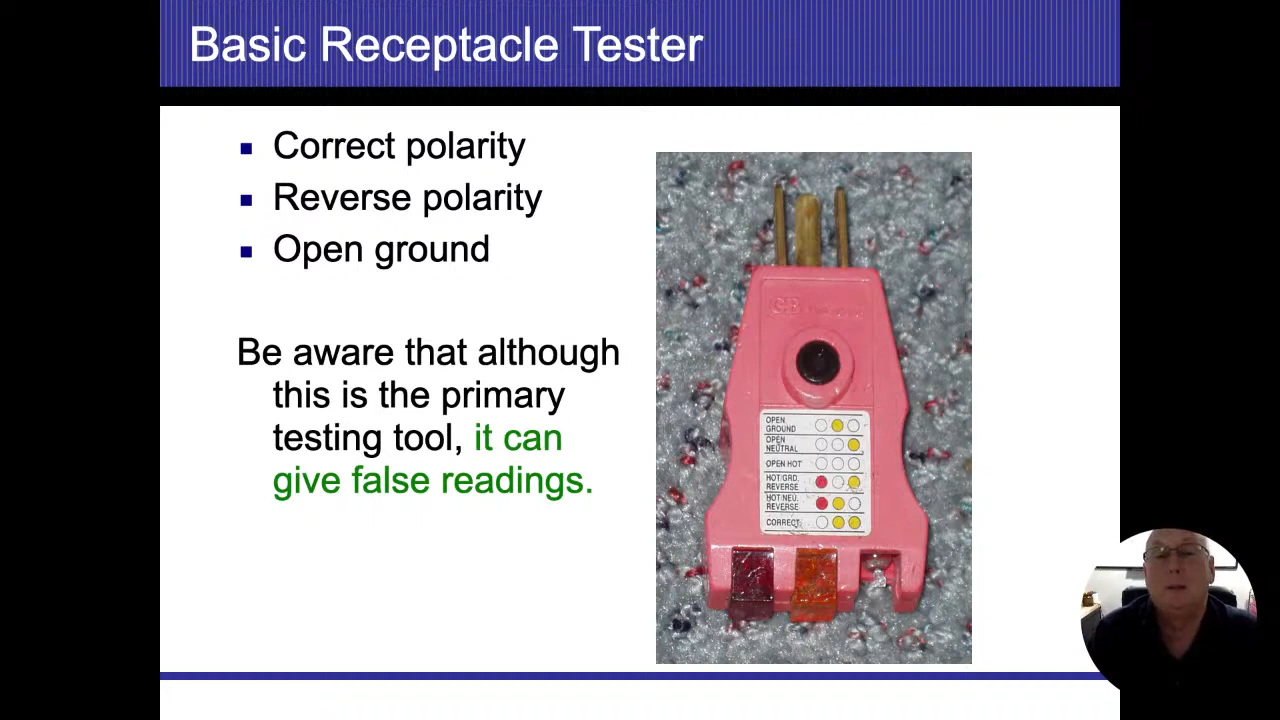 Basic Receptacle Tester
Correct polarity
Reverse polarity
Open ground
Be aware that although
this is the primary
testing tool, it can
give false readings.
GB
OPEN
GROUND
OPEN
NEUTRAL
OPEN HOT
HOT/GRD.
REVERSE
HOT/NEU.
REVERSE
CORRECT